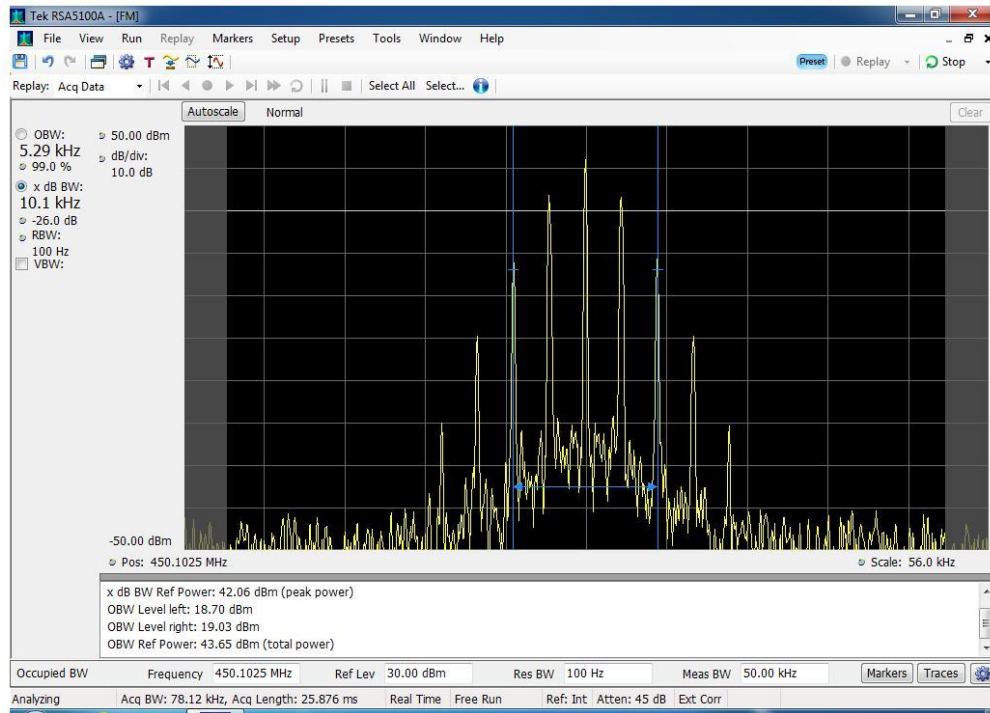 Tek RSA5100A - [FM]
File View Run Replay Markers Setup Presets Tools Window Help
T
Preset Replay Stop
Replay: Acq Data Select All Select...
Autoscale Normal Clear
OBW:
5.29 kHz
99.0 %
x dB BW:
10.1 kHz
-26.0 dB
RBW:
100 Hz
VBW:
50.00 dBm
dB/div:
10.0 dB
-50.00 dBm
Pos: 450.1025 MHz Scale: 56.0 kHz
x dB BW Ref Power: 42.06 dBm (peak power)
OBW Level left: 18.70 dBm
OBW Level right: 19.03 dBm
OBW Ref Power: 43.65 dBm (total power)
Occupied BW Frequency 450.1025 MHz Ref Lev 30.00 dBm Res BW 100 Hz Meas BW 50.00 kHz Markers Traces
Analyzing Acq BW: 78.12 kHz, Acq Length: 25.876 ms Real Time Free Run Ref: Int Atten: 45 dB Ext Corr